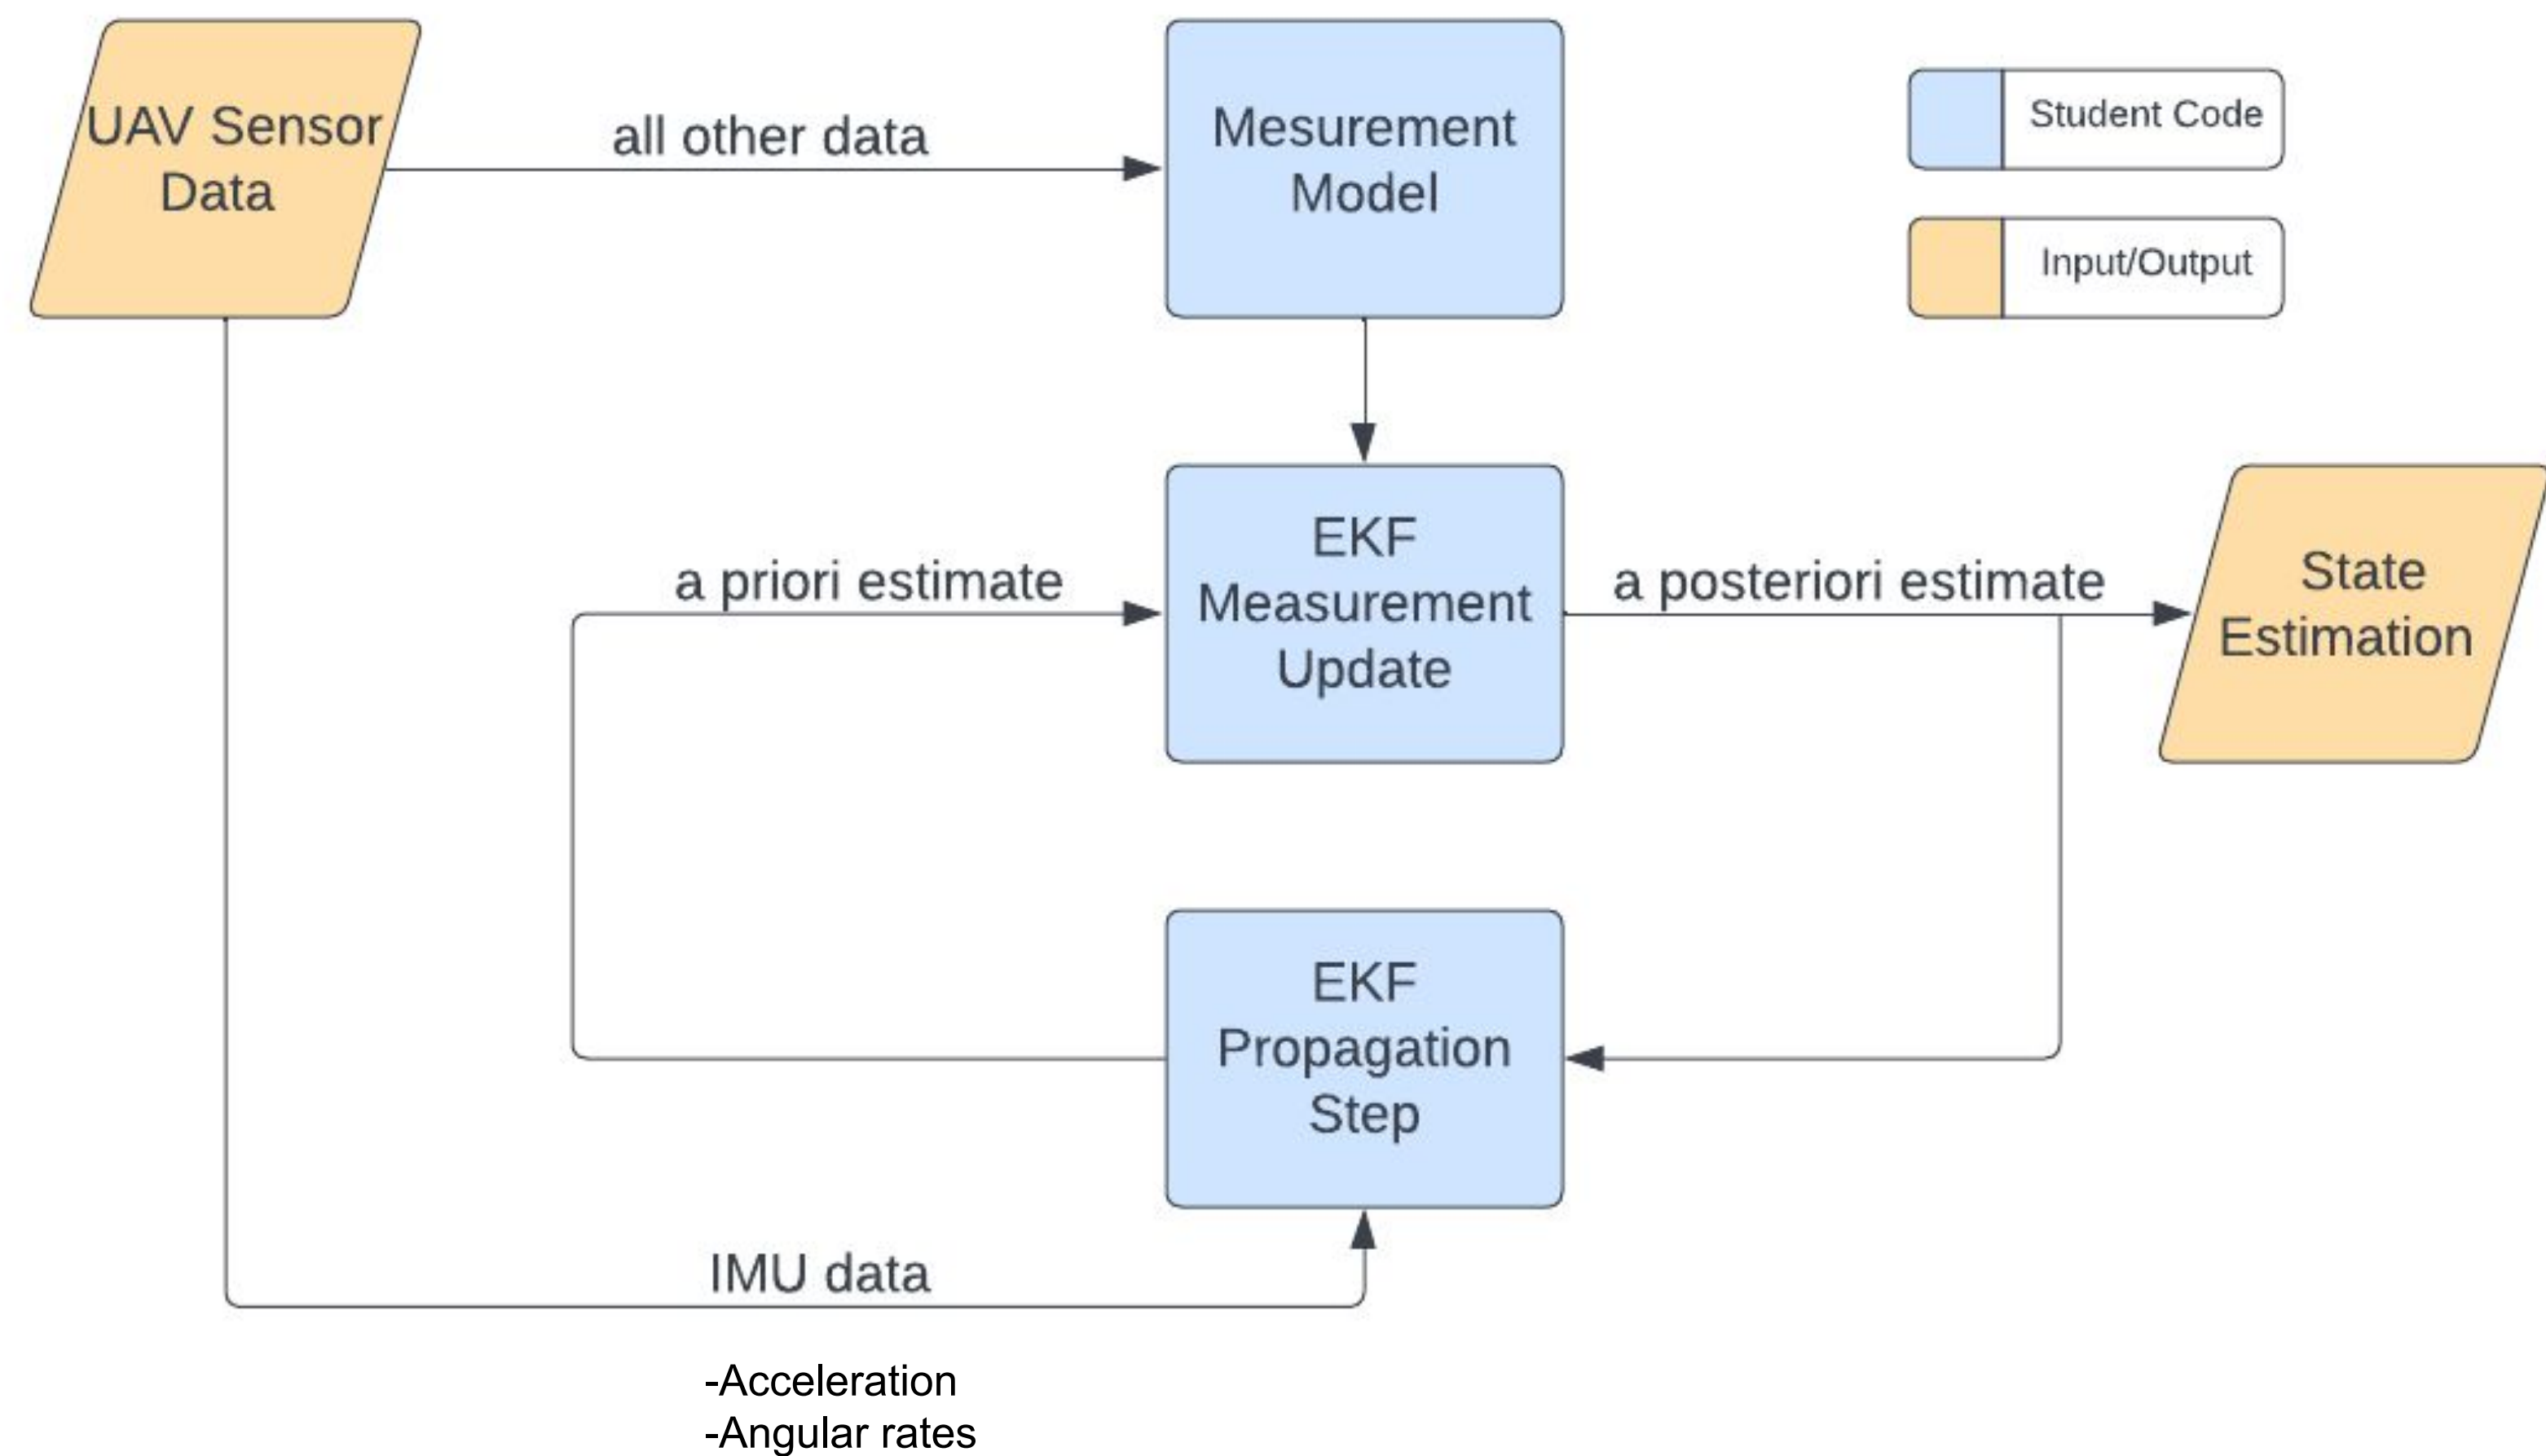 UAV Sensor
Data
all other data
Mesurement
Model
Student Code
Input/Output
a priori estimate
EKF
Measurement
Update
a posteriori estimate
State
Estimation
EKF
Propagation
Step
IMU data
-Acceleration
-Angular rates